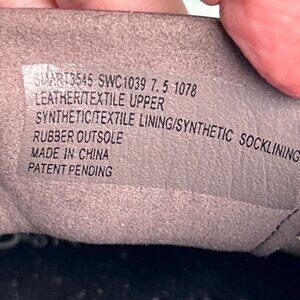 SMART3545 SWC1039 7.5 1078
LEATHER/TEXTILE UPPER
SYNTHETIC/TEXTILE LINING/SYNTHETIC SOCKLINING
RUBBER OUTSOLE
MADE IN CHINA
PATENT PENDING